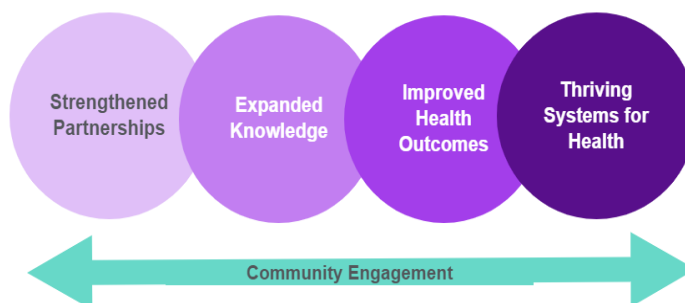 Strengthened
Partnerships
Expanded
Knowledge
Improved
Health
Outcomes
Thriving
Systems for
Health
Community Engagement